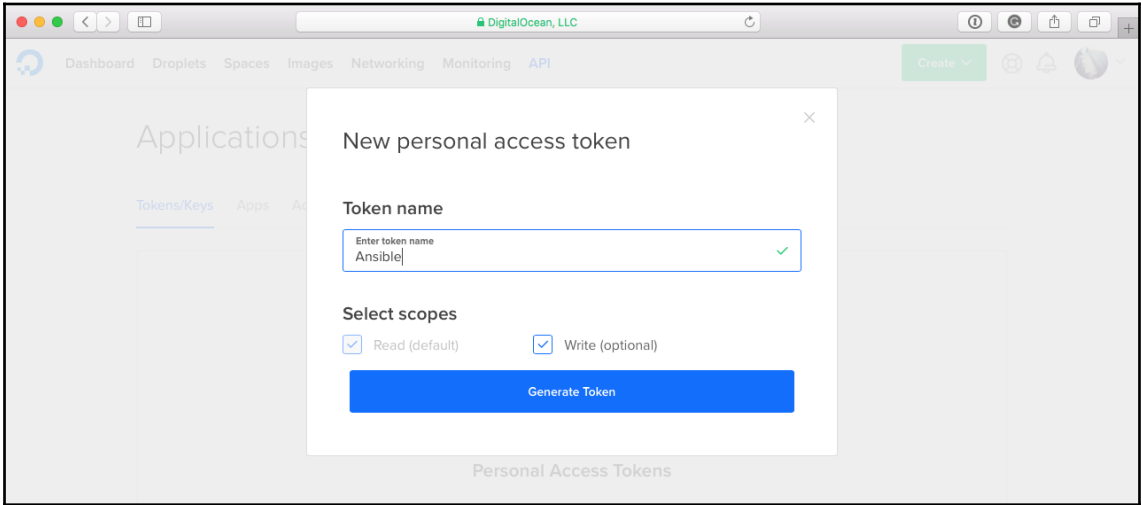 DigitalOcean, LLC
Dashboard Droplets Spaces Images Networking Monitoring API
Create
Applications
New personal access token
Tokens/Keys Apps
Token name
Enter token name
Ansible
Select scopes
Read (default) Write (optional)
Generate Token
Personal Access Tokens